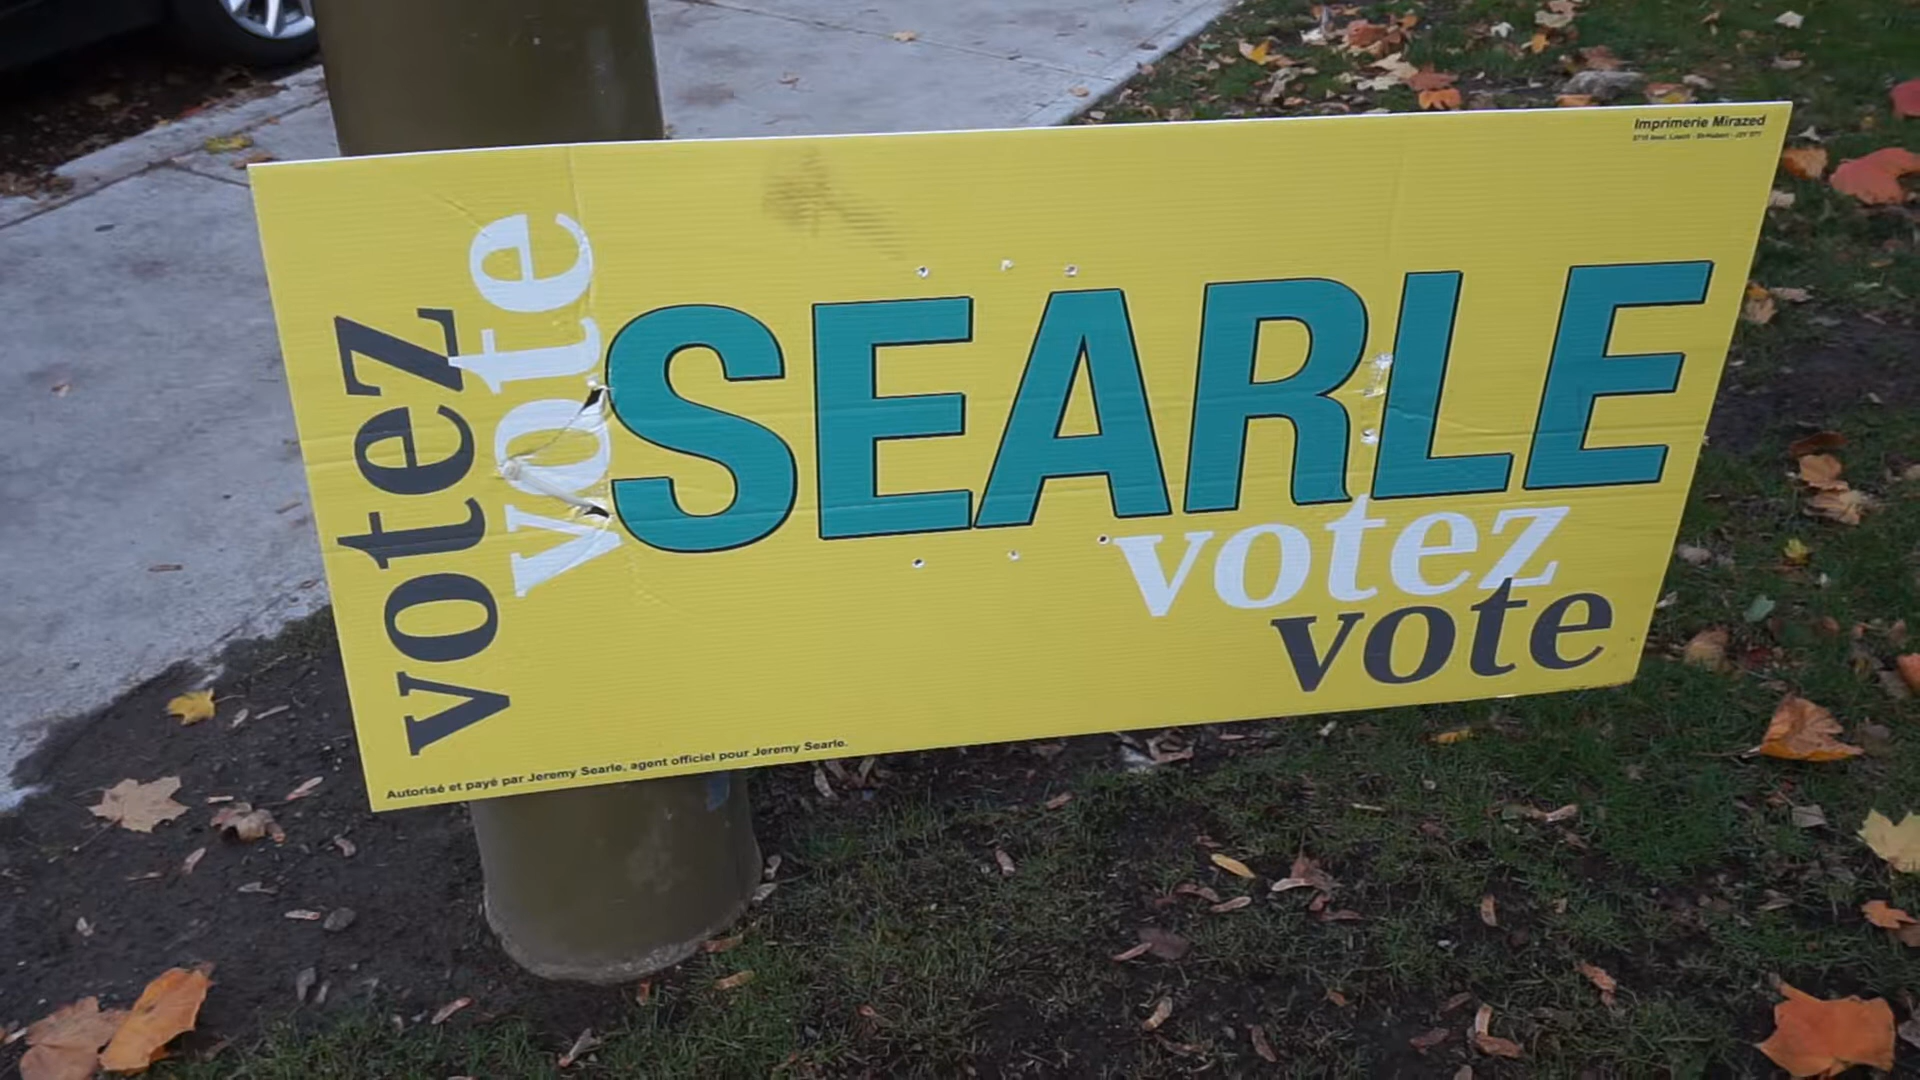 Imprimerie Mirazed
votez
vote
SEARLE
votez
vote
Autorisé et payé par Jeremy Searle, agent officiel pour Jeremy Searle.